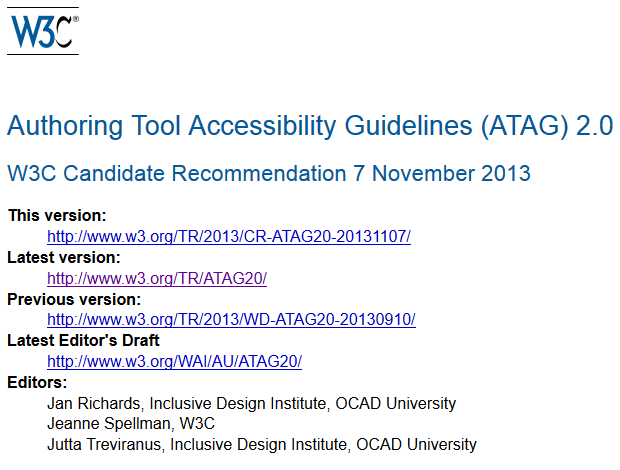 W3C®
Authoring Tool Accessibility Guidelines (ATAG) 2.0
W3C Candidate Recommendation 7 November 2013
This version:
http://www.w3.org/TR/2013/CR-ATAG20-20131107/
Latest version:
http://www.w3.org/TR/ATAG20/
Previous version:
http://www.w3.org/TR/2013/WD-ATAG20-20130910/
Latest Editor's Draft
http://www.w3.org/WAI/AU/ATAG20/
Editors:
Jan Richards, Inclusive Design Institute, OCAD University
Jeanne Spellman, W3C
Jutta Treviranus, Inclusive Design Institute, OCAD University